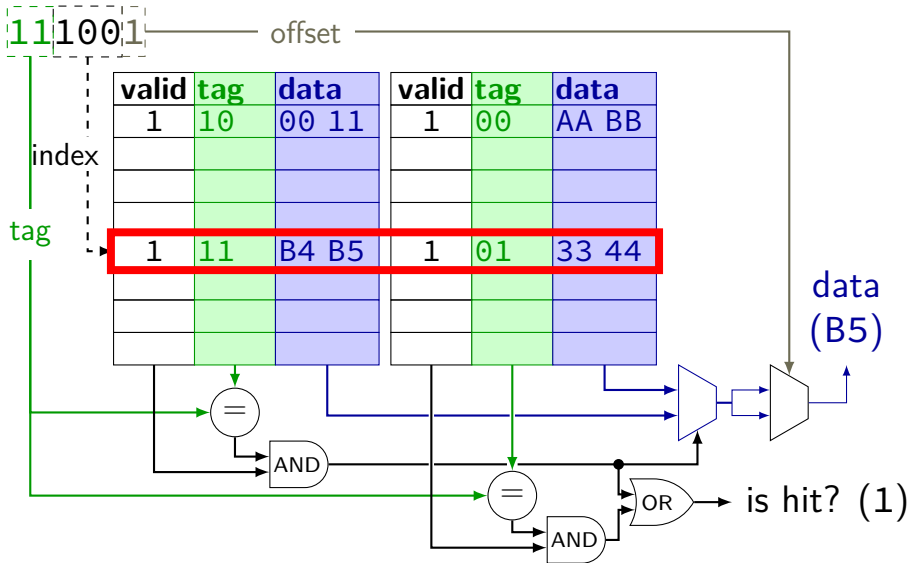 111001
offset
valid tag data valid tag data
1 10 00 11 1 00 AA BB
index
tag
1 11 B4 B5 1 01 33 44
data
(B5)
=
AND
=
OR
is hit? (1)
AND